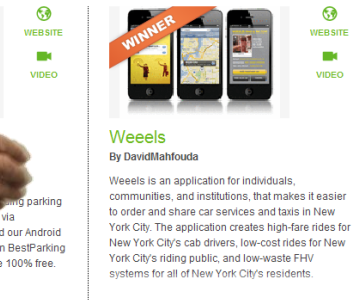 WEBSITE
VIDEO
parking
via
d our Android
n BestParking
e 100% free.
WINNER
WEBSITE
VIDEO
Weeels
By DavidMahfouda
Weeels is an application for individuals,
communities, and institutions, that makes it easier
to order and share car services and taxis in New
York City. The application creates high-fare rides for
New York City's cab drivers, low-cost rides for New
York City's riding public, and low-waste FHV
systems for all of New York City's residents.